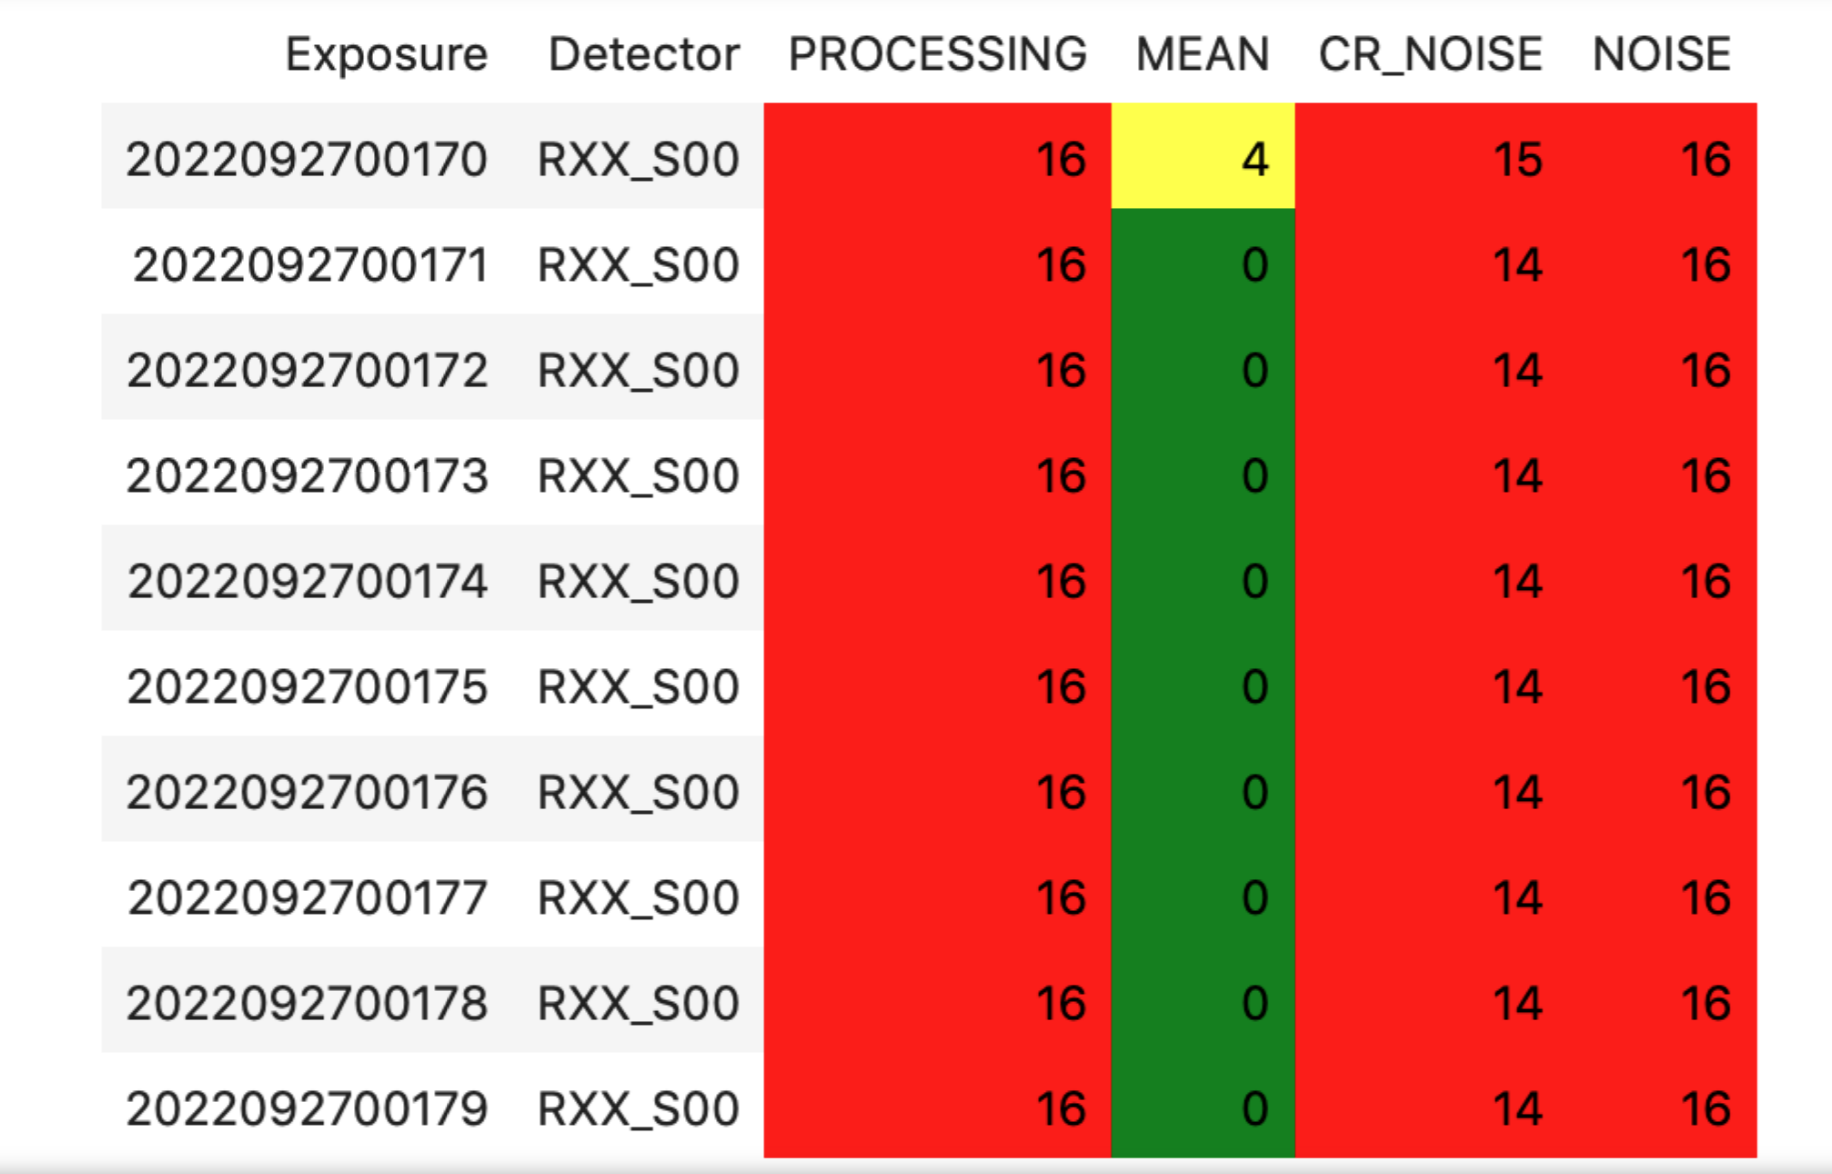 Exposure Detector PROCESSING MEAN CR_NOISE NOISE
2022092700170 RXX_S00 16 4 15 16
2022092700171 RXX_S00 16 0 14 16
2022092700172 RXX_S00 16 0 14 16
2022092700173 RXX_S00 16 0 14 16
2022092700174 RXX_S00 16 0 14 16
2022092700175 RXX_S00 16 0 14 16
2022092700176 RXX_S00 16 0 14 16
2022092700177 RXX_S00 16 0 14 16
2022092700178 RXX_S00 16 0 14 16
2022092700179 RXX_S00 16 0 14 16